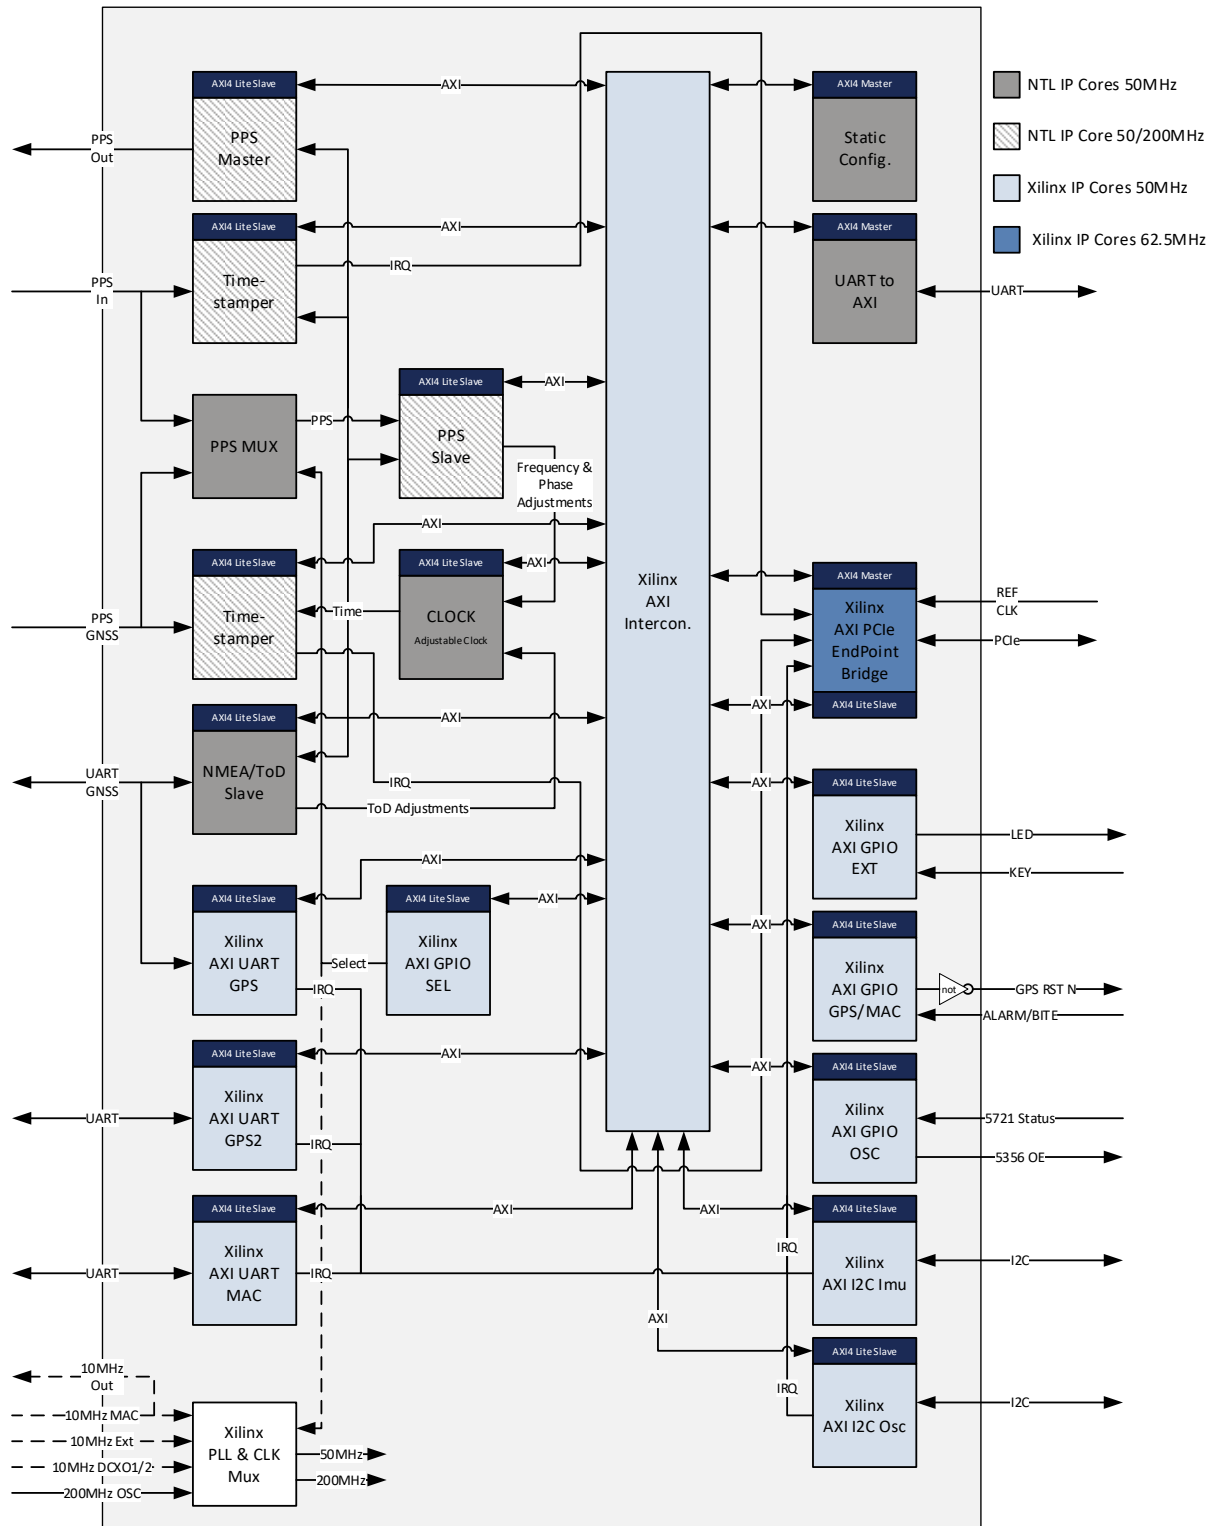 AXI4 Lite Slave
PPS
Master
AXI
PPS
Out
AXI4 Lite Slave
Time-
stamper
AXI
IRQ
PPS
In
PPS MUX
PPS
AXI4 Lite Slave
PPS
Slave
AXI
Frequency &
Phase
Adjustments
AXI
AXI4 Lite Slave
Time-
stamper
PPS
GNSS
Time
AXI4 Lite Slave
CLOCK
Adjustable Clock
AXI
AXI4 Lite Slave
NMEA/ToD
Slave
AXI
IRQ
ToD Adjustments
UART
GNSS
AXI
AXI4 Lite Slave
Xilinx
AXI UART
GPS
IRQ
Select
AXI4 Lite Slave
Xilinx
AXI GPIO
SEL
AXI
AXI4 Lite Slave
Xilinx
AXI UART
GPS2
AXI
UART
IRQ
AXI4 Lite Slave
Xilinx
AXI UART
MAC
AXI
UART
IRQ
10MHz
Out
10MHz MAC
10MHz Ext
10MHz DCXO1/2
200MHz OSC
Xilinx
PLL & CLK
Mux
50MHz
200MHz
Xilinx
AXI
Intercon.
AXI4 Master
Static
Config.
AXI4 Master
UART to
AXI
UART
AXI4 Master
Xilinx
AXI PCIe
EndPoint
Bridge
AXI4 Lite Slave
AXI
REF
CLK
PCIe
AXI
AXI4 Lite Slave
Xilinx
AXI GPIO
EXT
LED
KEY
AXI
AXI4 Lite Slave
Xilinx
AXI GPIO
GPS/MAC
not
GPS RST N
ALARM/BITE
AXI
AXI4 Lite Slave
Xilinx
AXI GPIO
OSC
5721 Status
5356 OE
AXI
AXI4 Lite Slave
Xilinx
AXI I2C Imu
IRQ
I2C
AXI
AXI4 Lite Slave
Xilinx
AXI I2C Osc
IRQ
I2C
NTL IP Cores 50MHz
NTL IP Core 50/200MHz
Xilinx IP Cores 50MHz
Xilinx IP Cores 62.5MHz